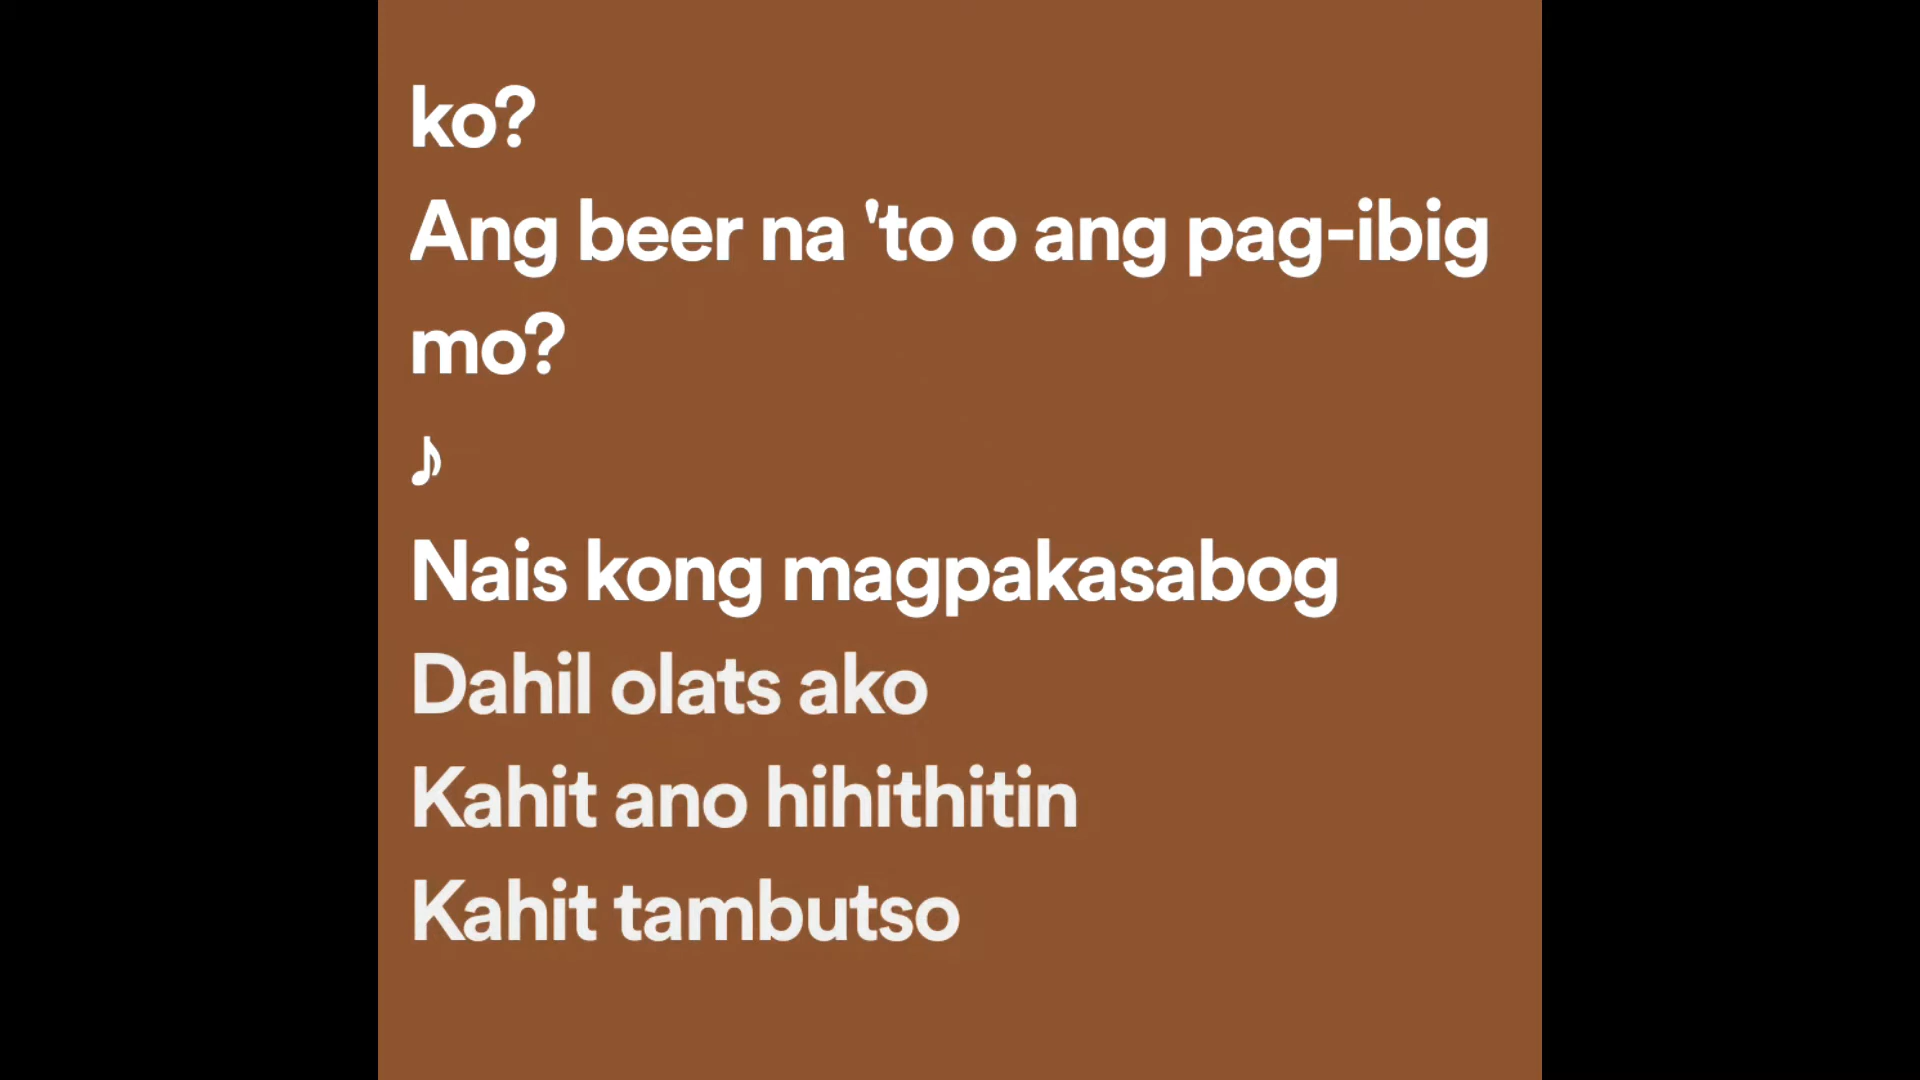 ko?
Ang beer na 'to o ang pag-ibig
mo?
♪
Nais kong magpakasabog
Dahil olats ako
Kahit ano hihithitin
Kahit tambutso